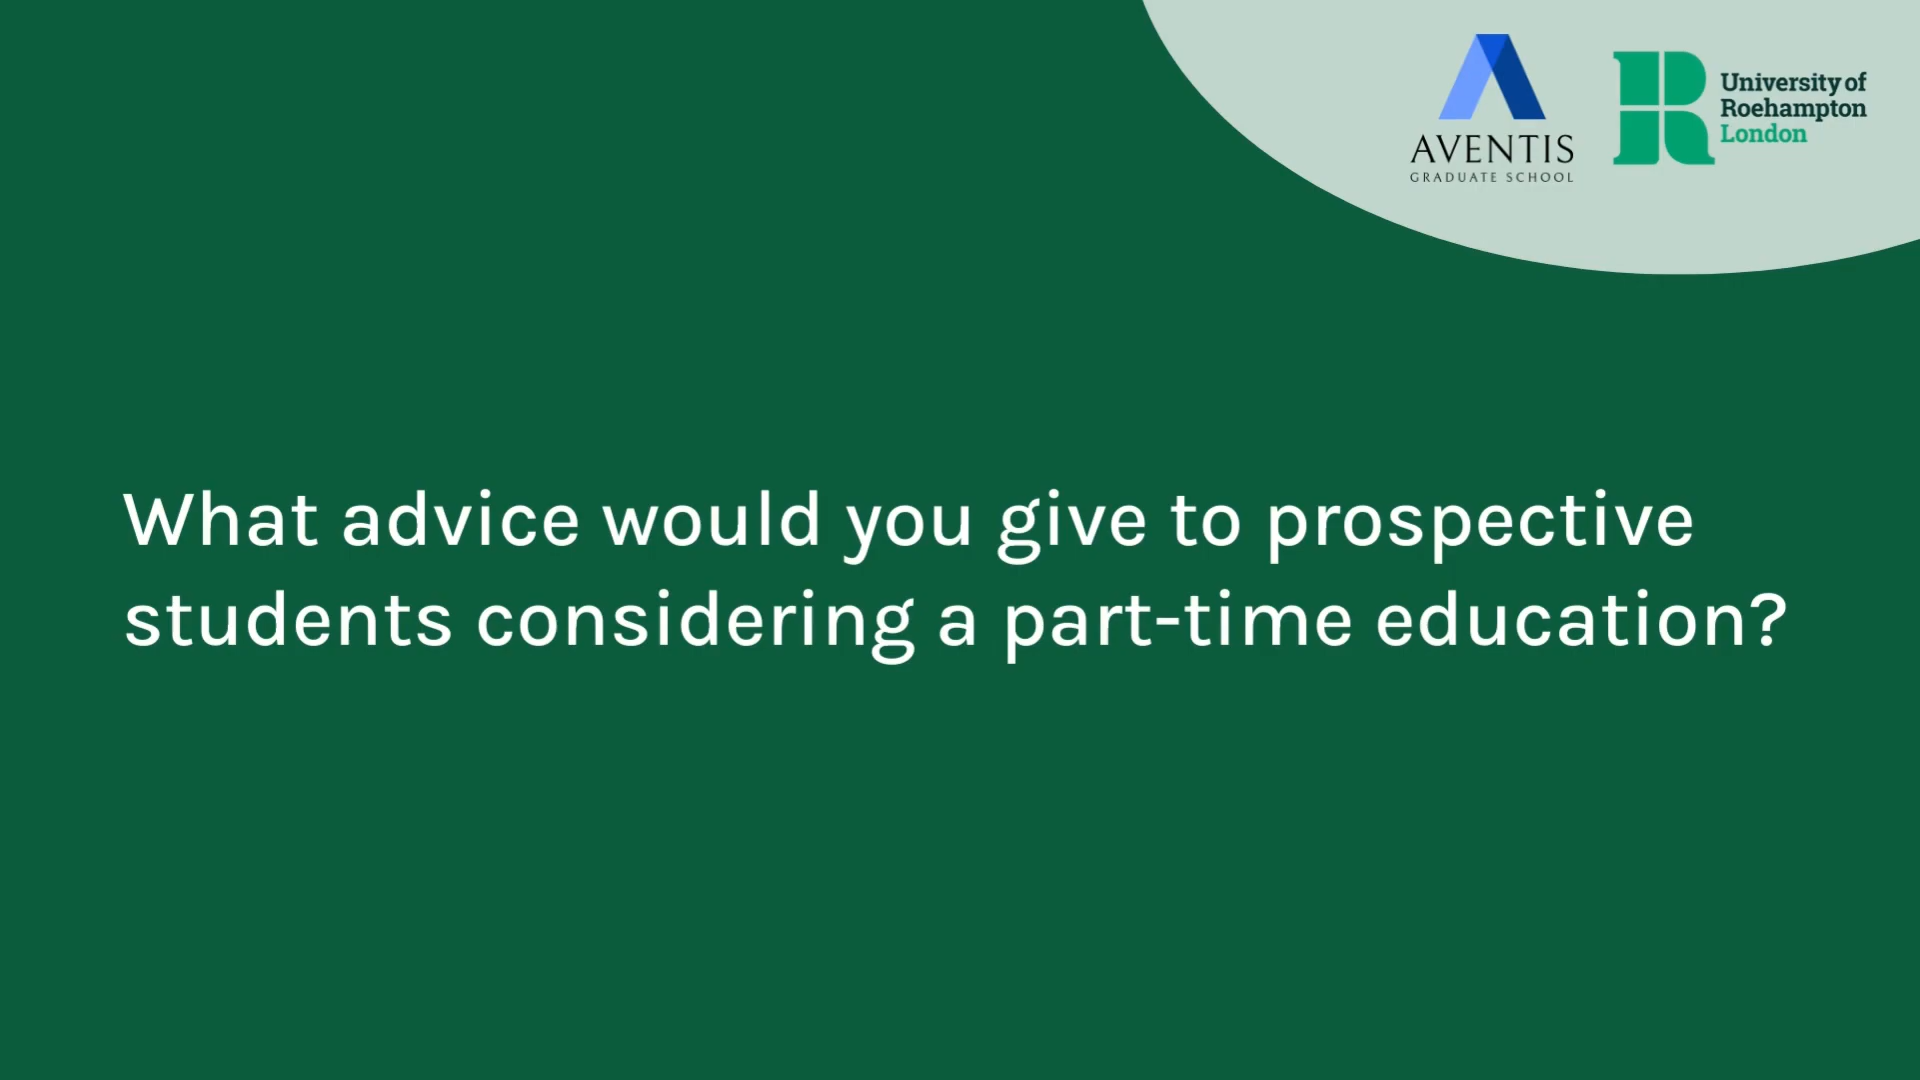 AVENTIS
GRADUATE SCHOOL
University of
Roehampton
London
What advice would you give to prospective
students considering a part-time education?